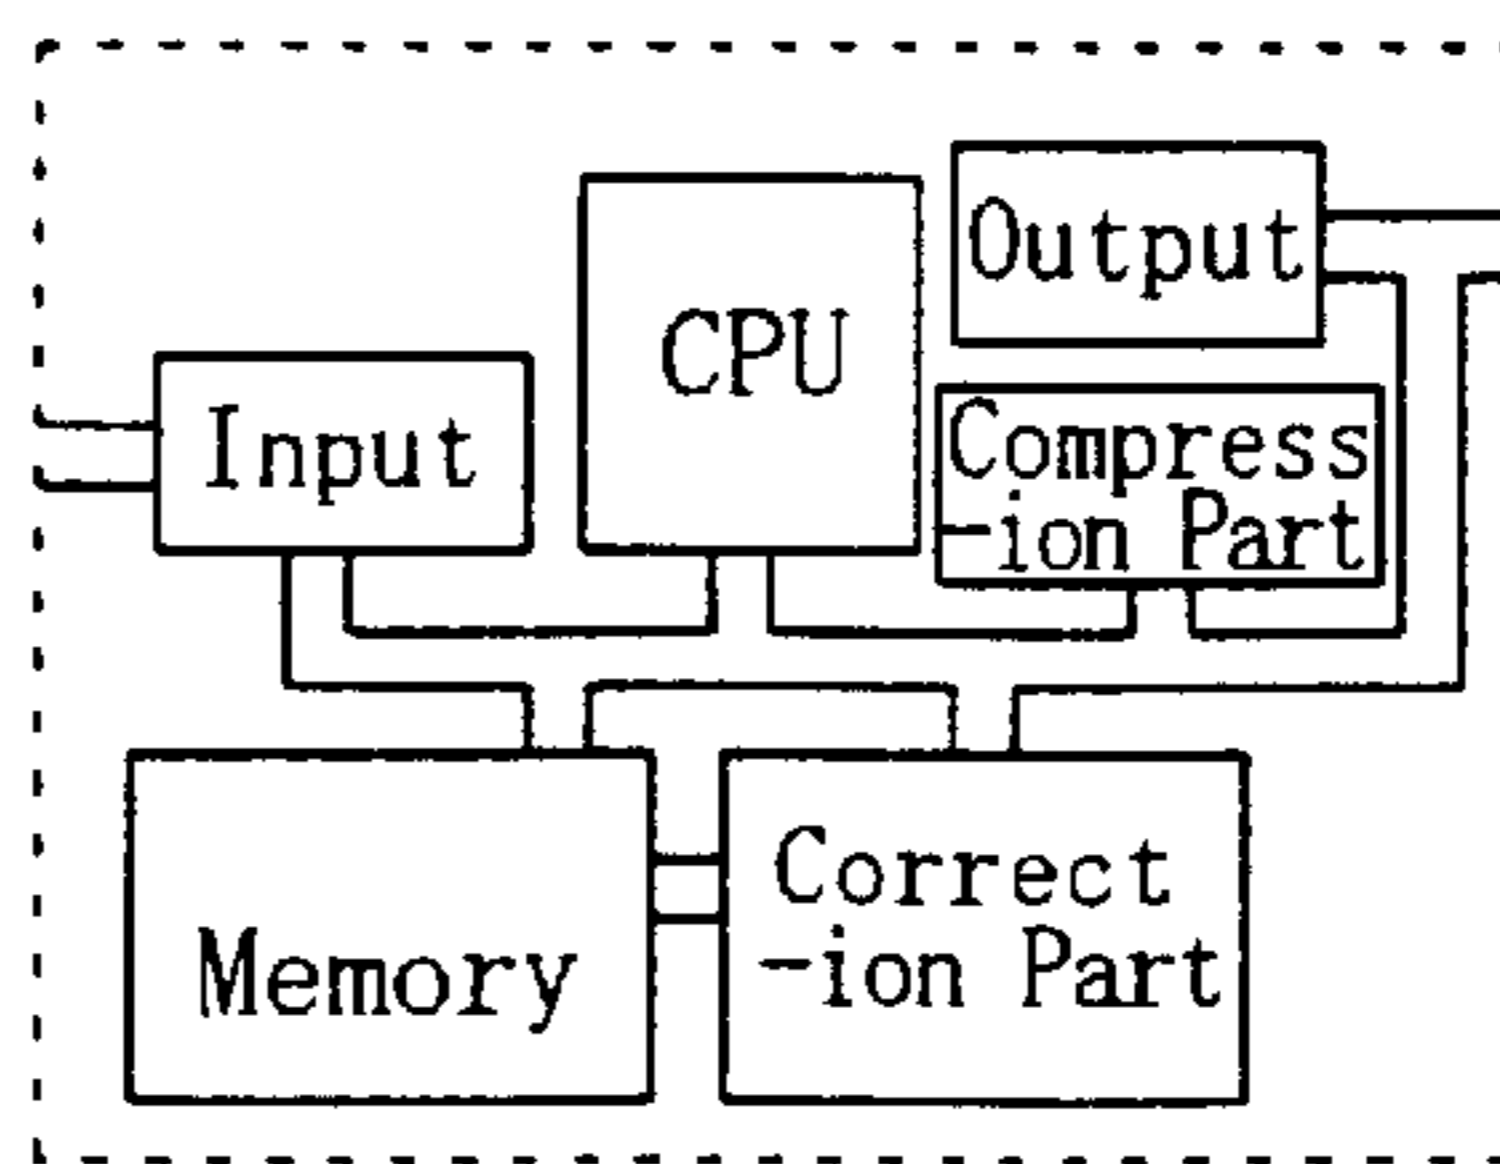 Output
CPU
Input
Compress
-ion Part
Memory
Correct
-ion Part